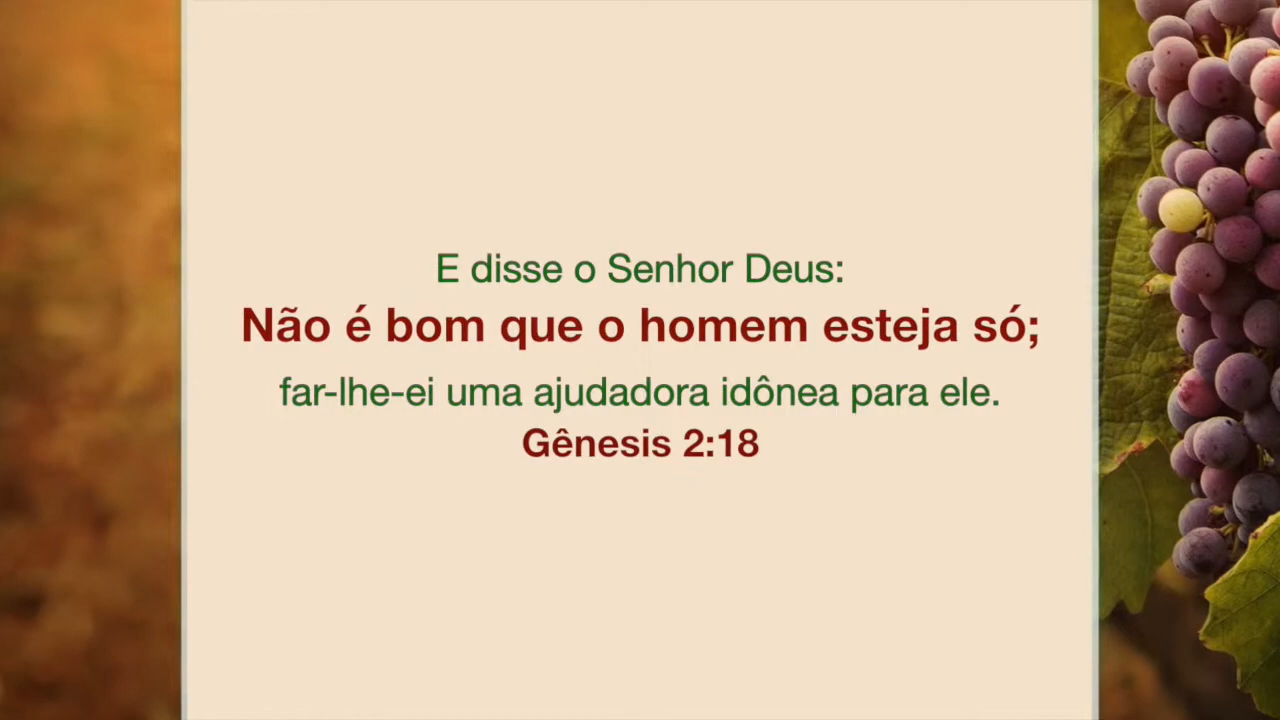 E disse o Senhor Deus:
Não é bom que o homem esteja só;
far-lhe-ei uma ajudadora idônea para ele.
Gênesis 2:18